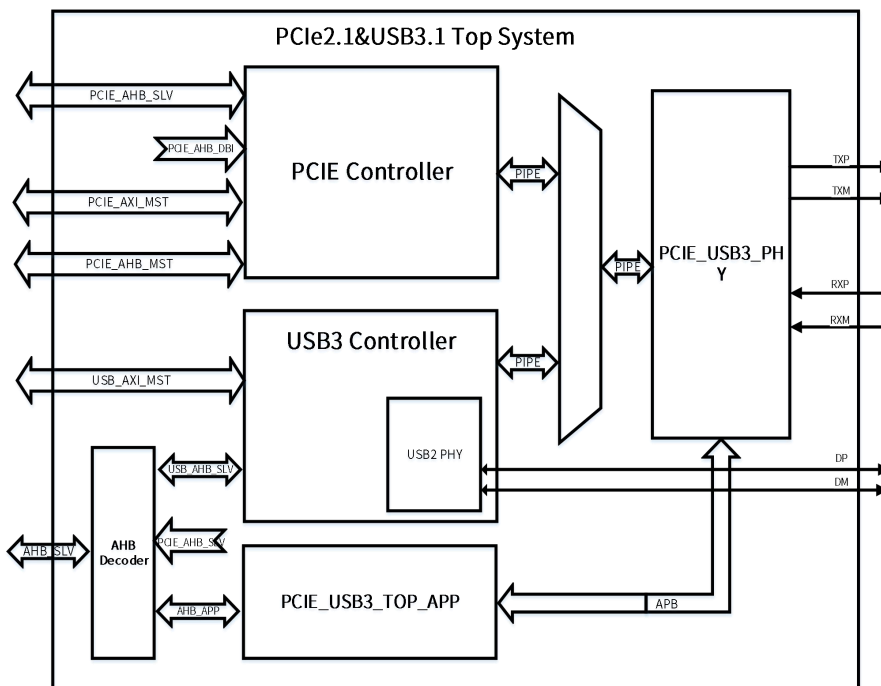 PCIe2.1&USB3.1 Top System
PCIE_AHB_SLV
PCIE_AHB_DBI
PCIE Controller
PIPE
PCIE_AXI_MST
PCIE_AHB_MST
TXP
TXM
PCIE_USB3_PH
Y
PIPE
RXP
RXM
USB3 Controller
PIPE
USB_AXI_MST
USB2 PHY
USB_AHB_SLV
DP
DM
AHB_SLV
AHB
Decoder
PCIE_AHB_SLV
AHB_APP
PCIE_USB3_TOP_APP
APB